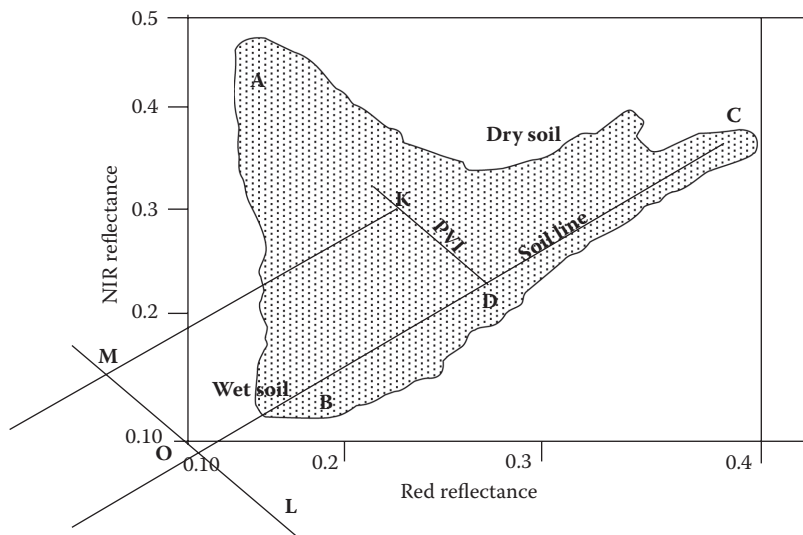 0.5
A
C
0.4
Dry soil
K
0.3
NIR reflectance
PVI
Soil line
D
0.2
M
Wet soil
B
0.10
O
0.10
0.2
0.3
0.4
Red reflectance
L